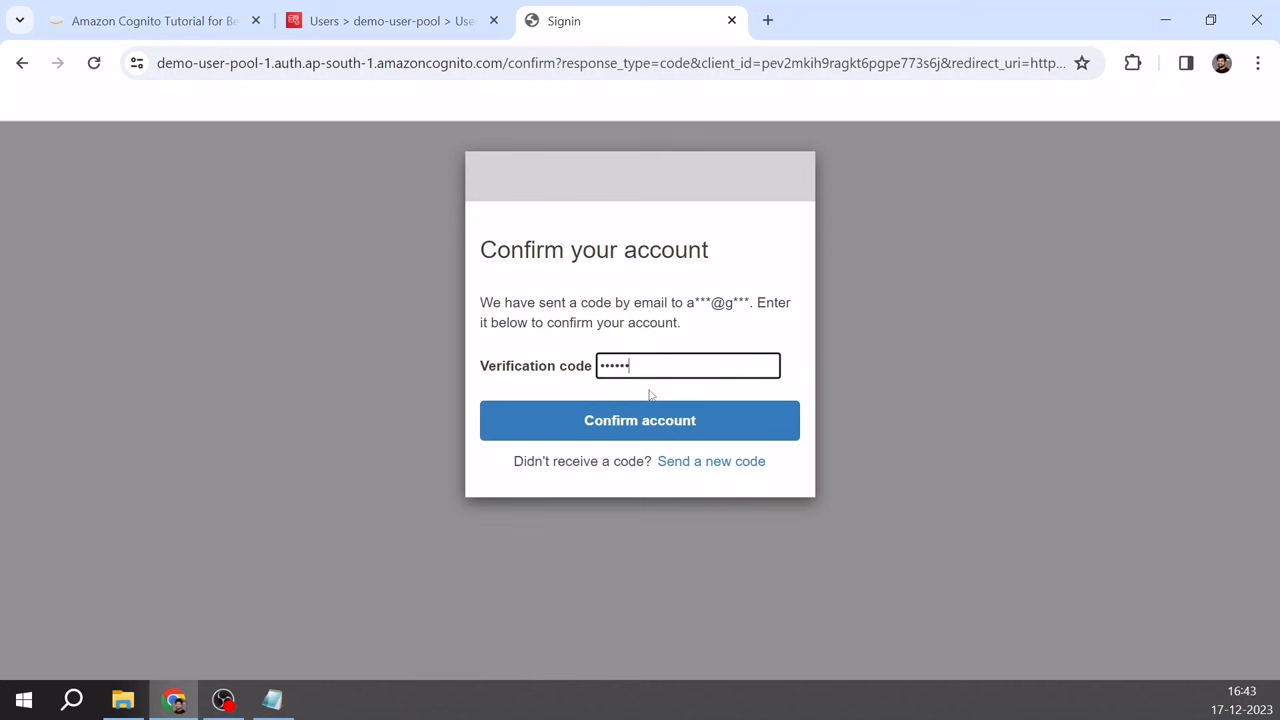 Amazon Cognito Tutorial for Be
Users > demo-user-pool > Use
Signin
demo-user-pool-1.auth.ap-south-1.amazoncognito.com/confirm?response_type=code&client_id=pev2mkih9ragkt6pgpe773s6j&redirect_uri=http...
Confirm your account
We have sent a code by email to a***@g***. Enter
it below to confirm your account.
Verification code ••••••
Confirm account
Didn't receive a code? Send a new code
16:43
17-12-2023